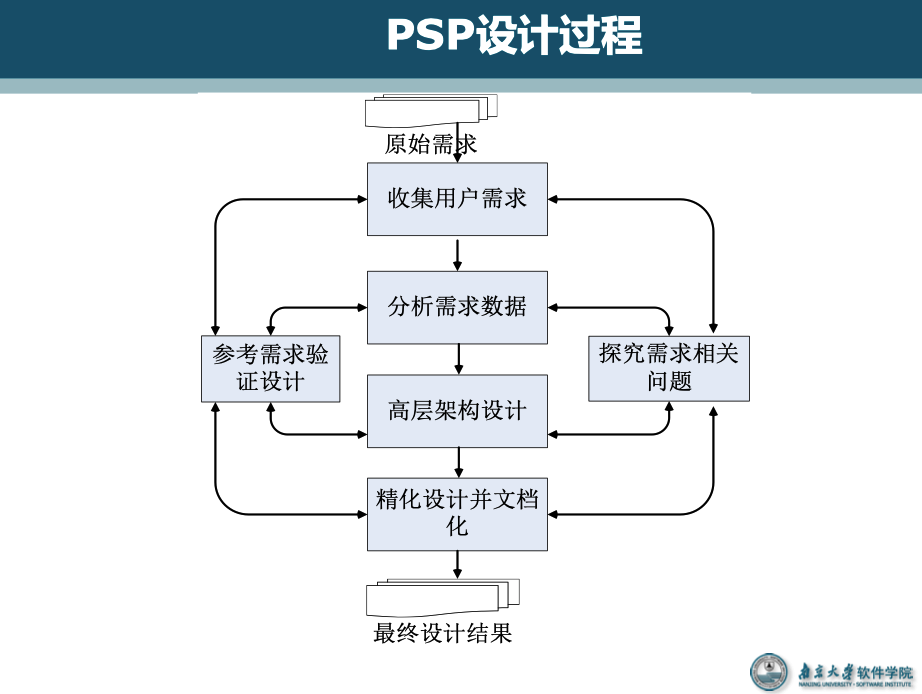 PSP设计过程
原始需求
收集用户需求
分析需求数据
参考需求验
证设计
探究需求相关
问题
高层架构设计
精化设计并文档
化
最终设计结果
南京大学软件学院
NANJING UNIVERSITY · SOFTWARE INSTITUTE